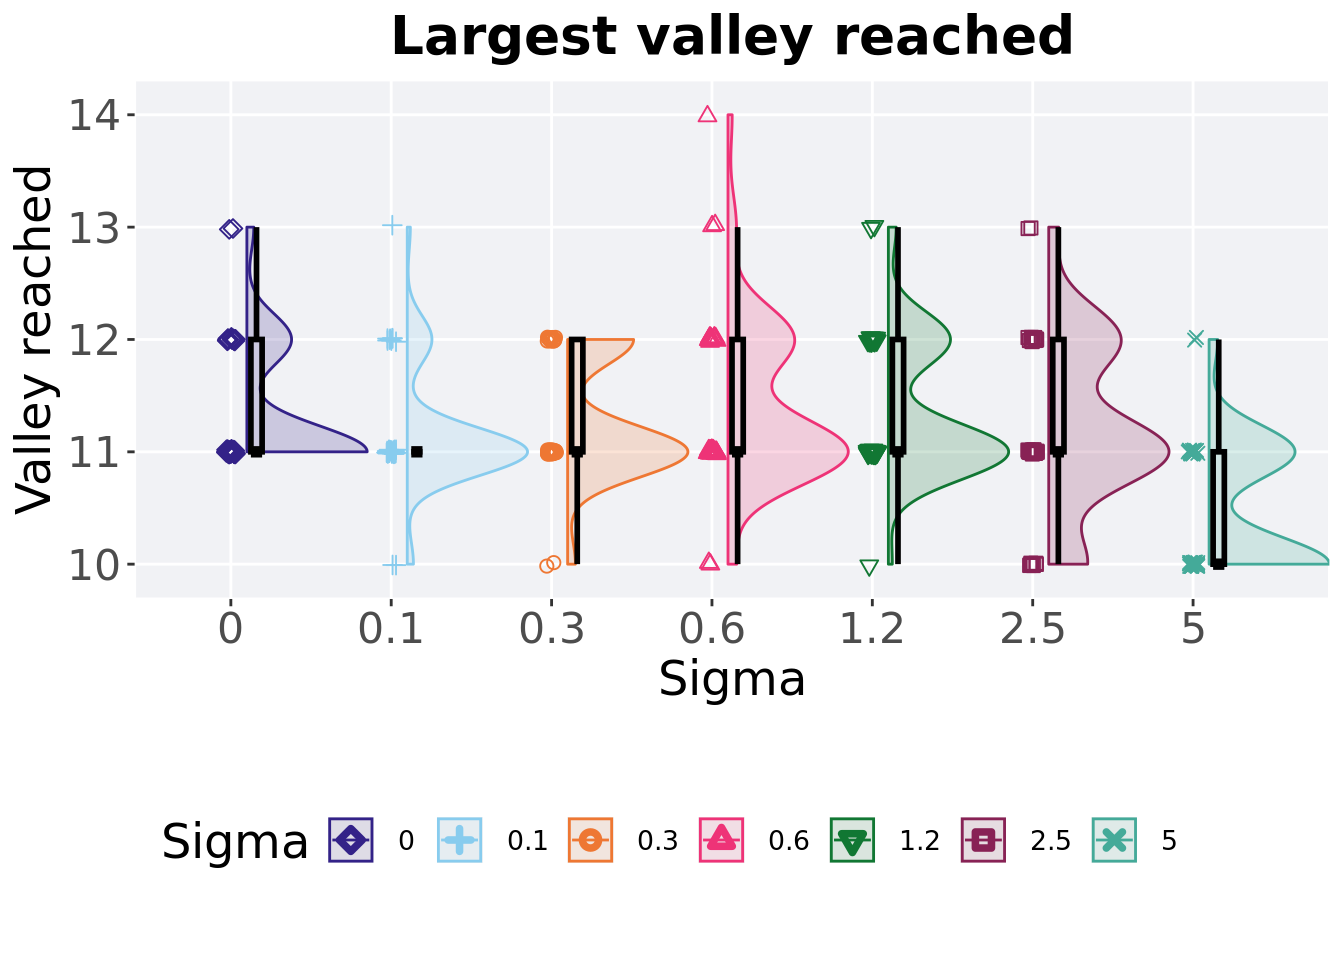 Largest valley reached
14
13
12
11
10
Valley reached
0 0.1 0.3 0.6 1.2 2.5 5
Sigma
Sigma 0 0.1 0.3 0.6 1.2 2.5 5